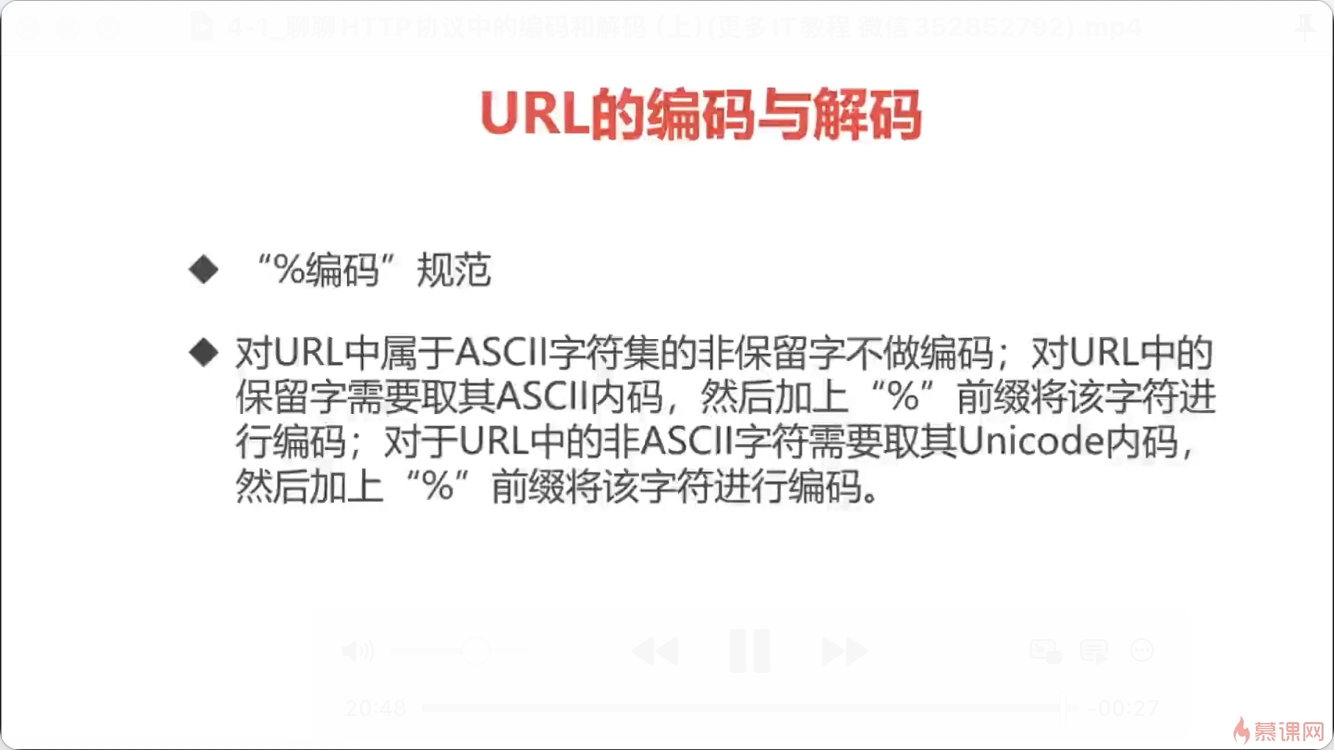 4-1_聊聊HTTP协议中的编码和解码 (上)(更多IT教程 微信352852792).mp4
URL的编码与解码
“%编码”规范
对URL中属于ASCII字符集的非保留字不做编码；对URL中的
保留字需要取其ASCII内码，然后加上“%”前缀将该字符进
行编码；对于URL中的非ASCII字符需要取其Unicode内码，
然后加上“%”前缀将该字符进行编码。
20:48
-00:27
慕课网